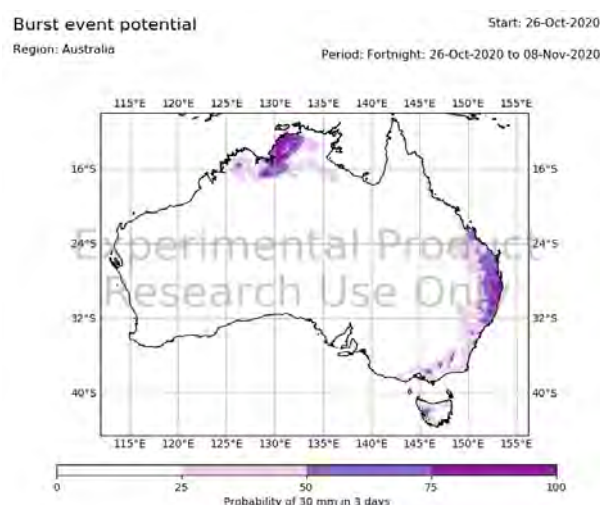 Burst event potential
Start: 26-Oct-2020
Region: Australia
Period: Fortnight: 26-Oct-2020 to 08-Nov-2020
115°E 120°E 125°E 130°E 135°E 140°E 145°E 150°E 155°E
16°S 16°S
24°S 24°S
Experimental Product
Research Use Only
32°S 32°S
40°S 40°S
115°E 120°E 125°E 130°E 135°E 140°E 145°E 150°E 155°E
0 25 50 75 100
Probability of 30 mm in 3 days